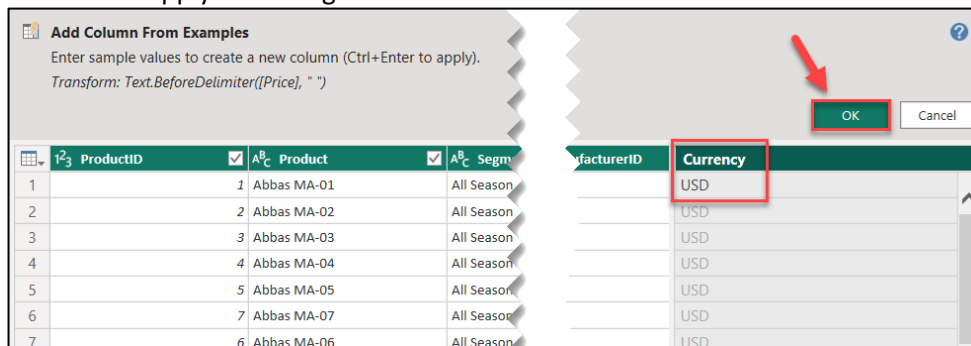 Add Column From Examples
Enter sample values to create a new column (Ctrl+Enter to apply).
Transform: Text.BeforeDelimiter([Price], " ")
OK Cancel
1²3 ProductID ABC Product ABC Segm ufacturerID Currency
1 1 Abbas MA-01 All Season USD
2 2 Abbas MA-02 All Season USD
3 3 Abbas MA-03 All Season USD
4 4 Abbas MA-04 All Season USD
5 5 Abbas MA-05 All Season USD
6 7 Abbas MA-07 All Season USD
7 6 Abbas MA-06 All Season USD